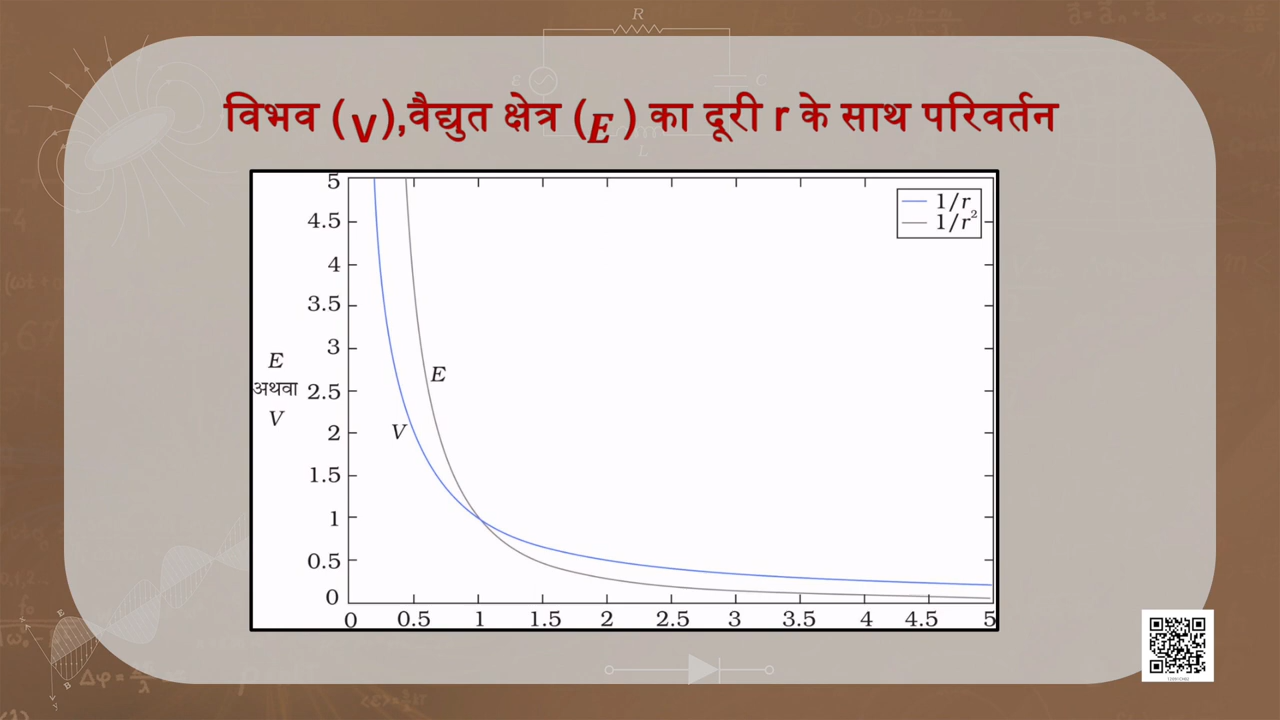 विभव (V),वैद्युत क्षेत्र (E) का दूरी r के साथ परिवर्तन
5
4.5
4
3.5
3
2.5
2
1.5
1
0.5
0
E
अथवा
V
E
V
1/r
1/r²
0 0.5 1 1.5 2 2.5 3 3.5 4 4.5 5
R
ε
C
L